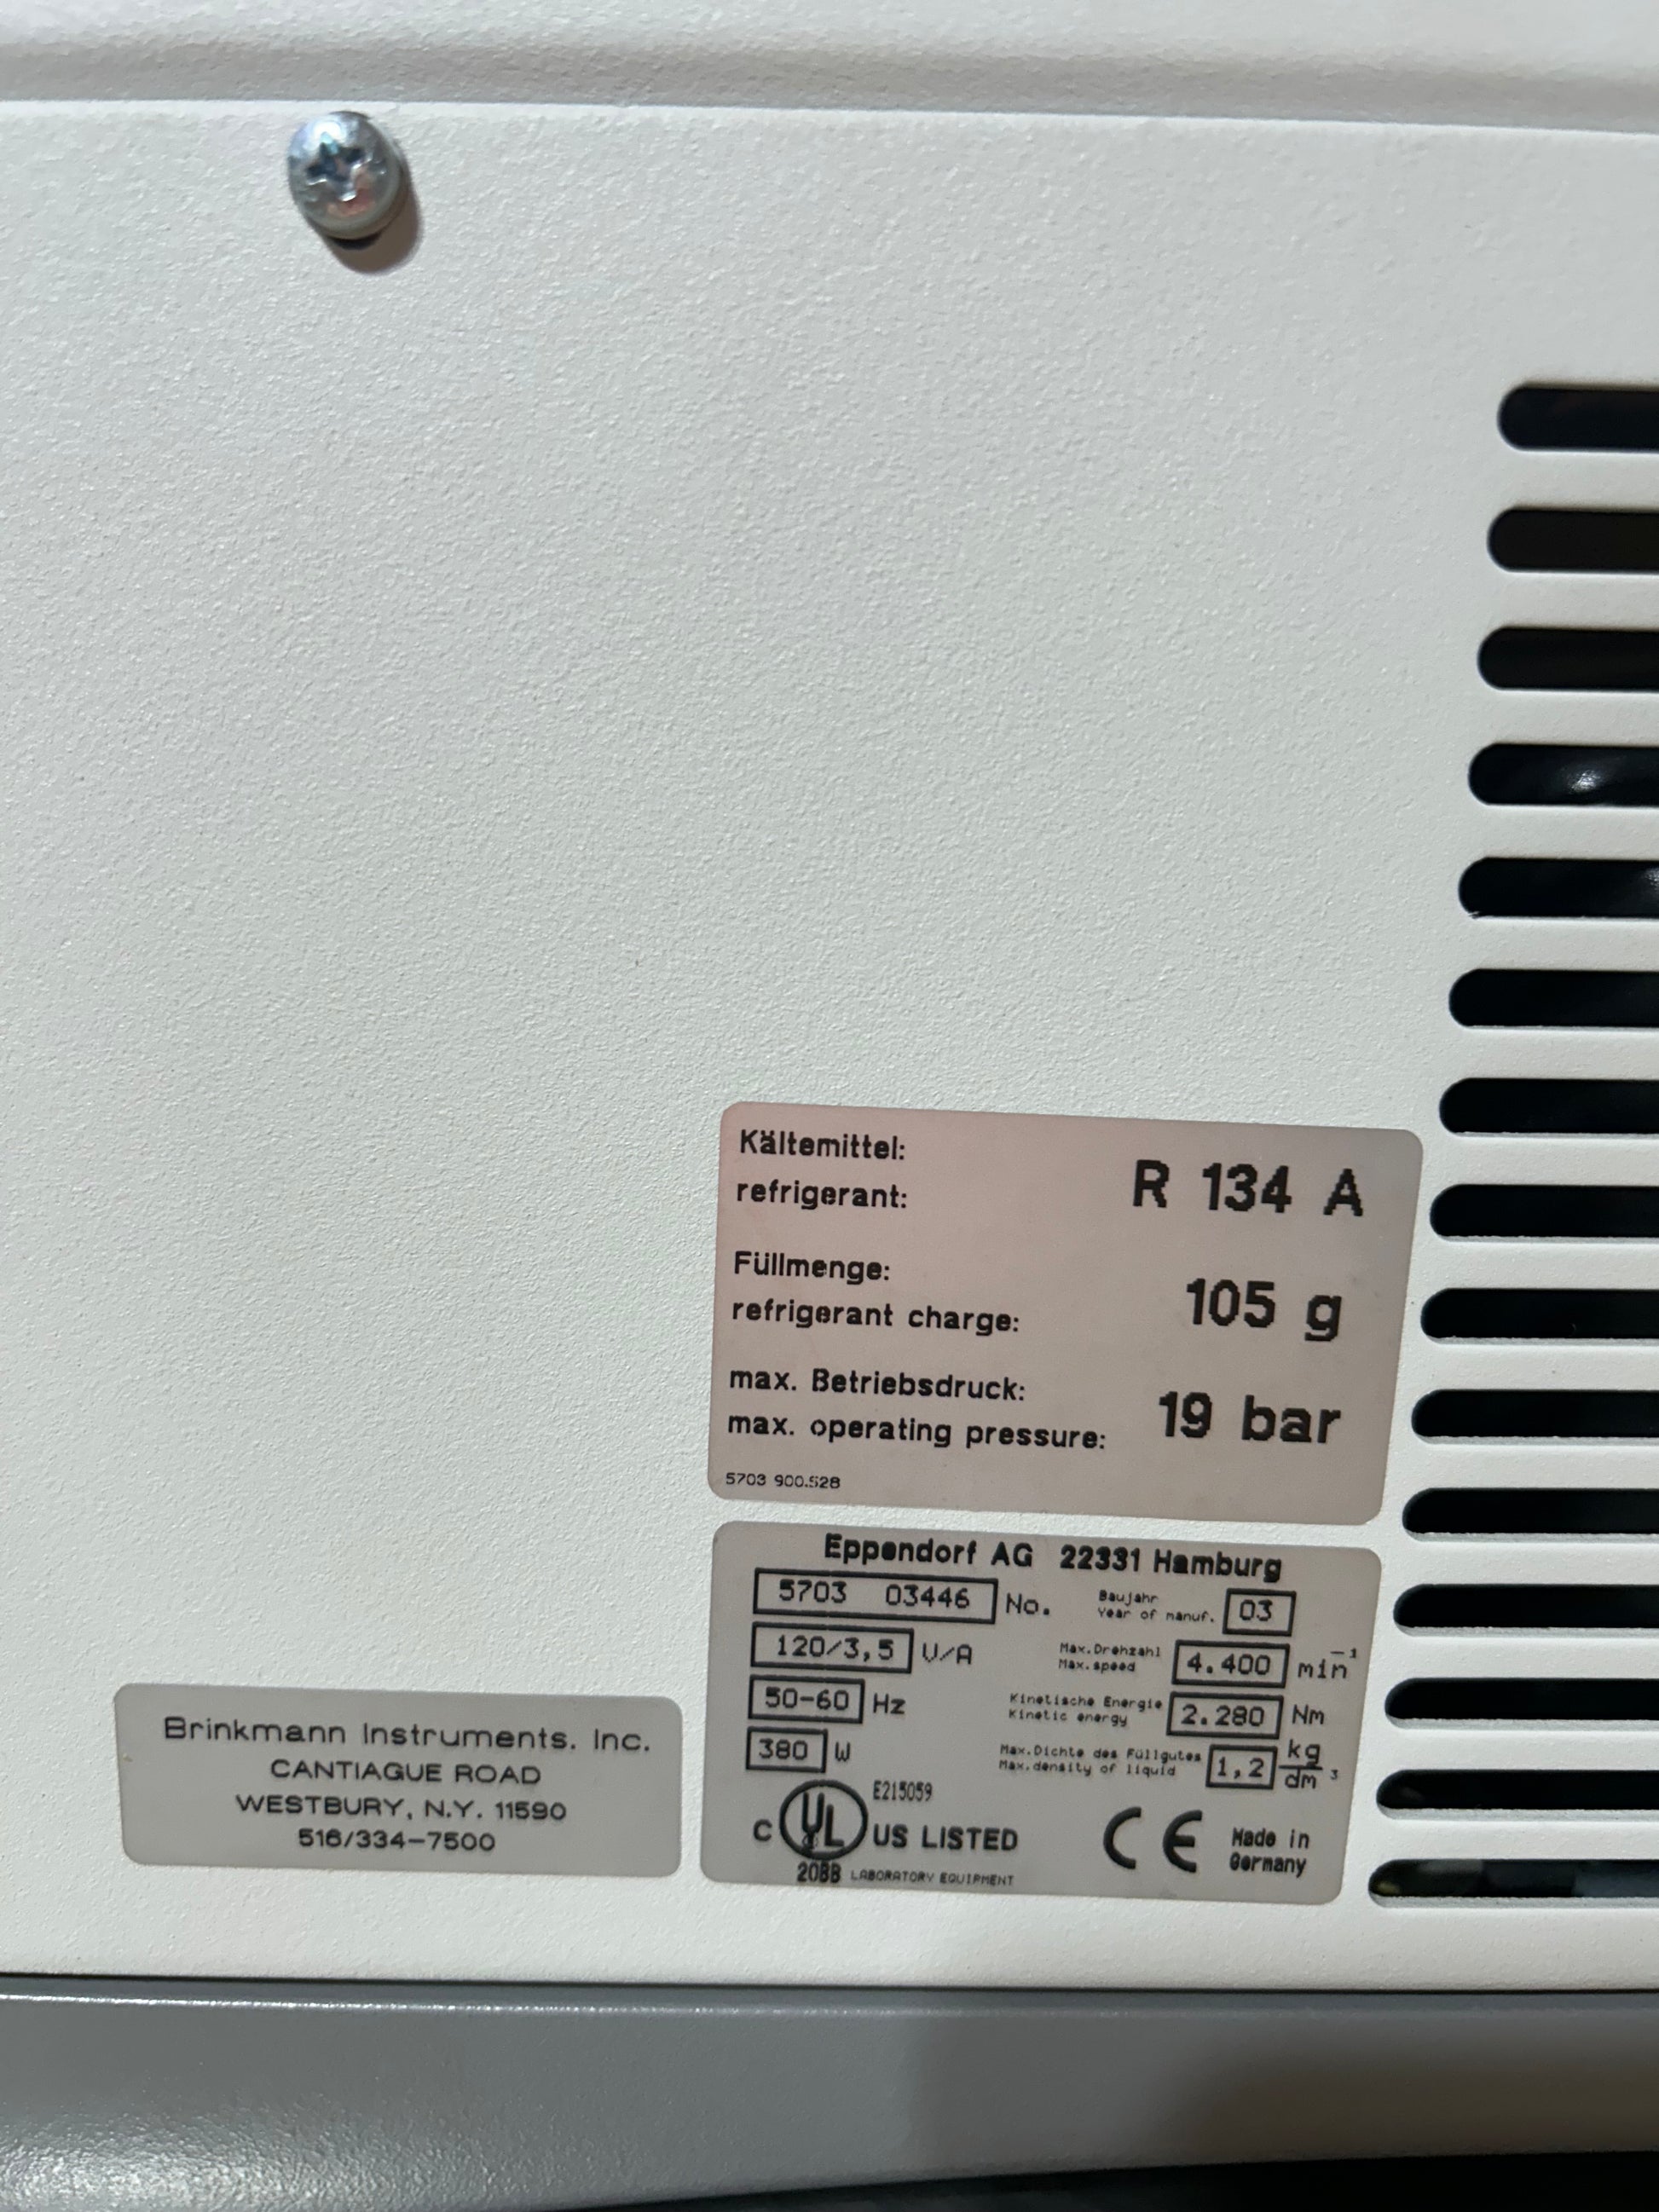 Kältemittel:
refrigerant: R 134 A
Füllmenge:
refrigerant charge: 105 g
max. Betriebsdruck:
max. operating pressure: 19 bar
5703 900.528
Eppendorf AG 22331 Hamburg
5703 03446 No. Baujahr Year of manuf. 03
120/3,5 V/A Max.Drehzahl Max.speed 4.400 min⁻¹
50-60 Hz Kinetische Energie Kinetic energy 2.280 Nm
380 W Max.Dichte des Füllgutes Max.density of liquid 1,2 kg/dm³
E215059
C UL US LISTED CE Made in Germany
20BB LABORATORY EQUIPMENT
Brinkmann Instruments. Inc.
CANTIAGUE ROAD
WESTBURY, N.Y. 11590
516/334-7500